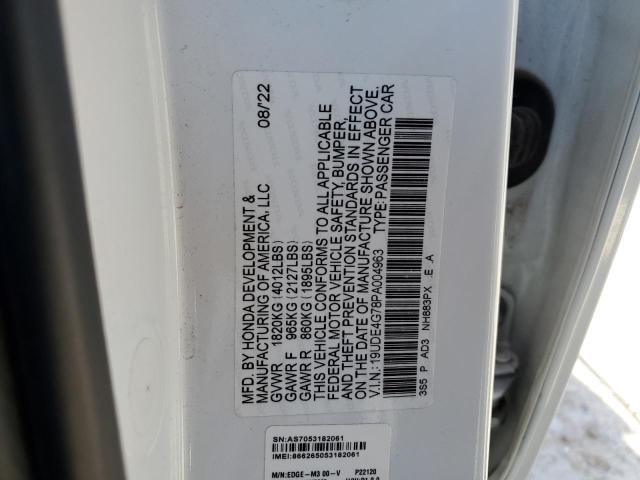 MFD. BY HONDA DEVELOPMENT & 08/22
MANUFACTURING OF AMERICA, LLC
GVWR 1820KG(4012LBS)
GAWR F 965KG(2127LBS)
GAWR R 860KG(1895LBS)
THIS VEHICLE CONFORMS TO ALL APPLICABLE
FEDERAL MOTOR VEHICLE SAFETY, BUMPER,
AND THEFT PREVENTION STANDARDS IN EFFECT
ON THE DATE OF MANUFACTURE SHOWN ABOVE.
V.I.N.:19UDE4G78PA004963 TYPE:PASSENGER CAR
3S5 P AD3 NH883PX .E .A
SN:AS7053182061
IMEI:866265053182061
M/N:EDGE-M3 00-V P22120